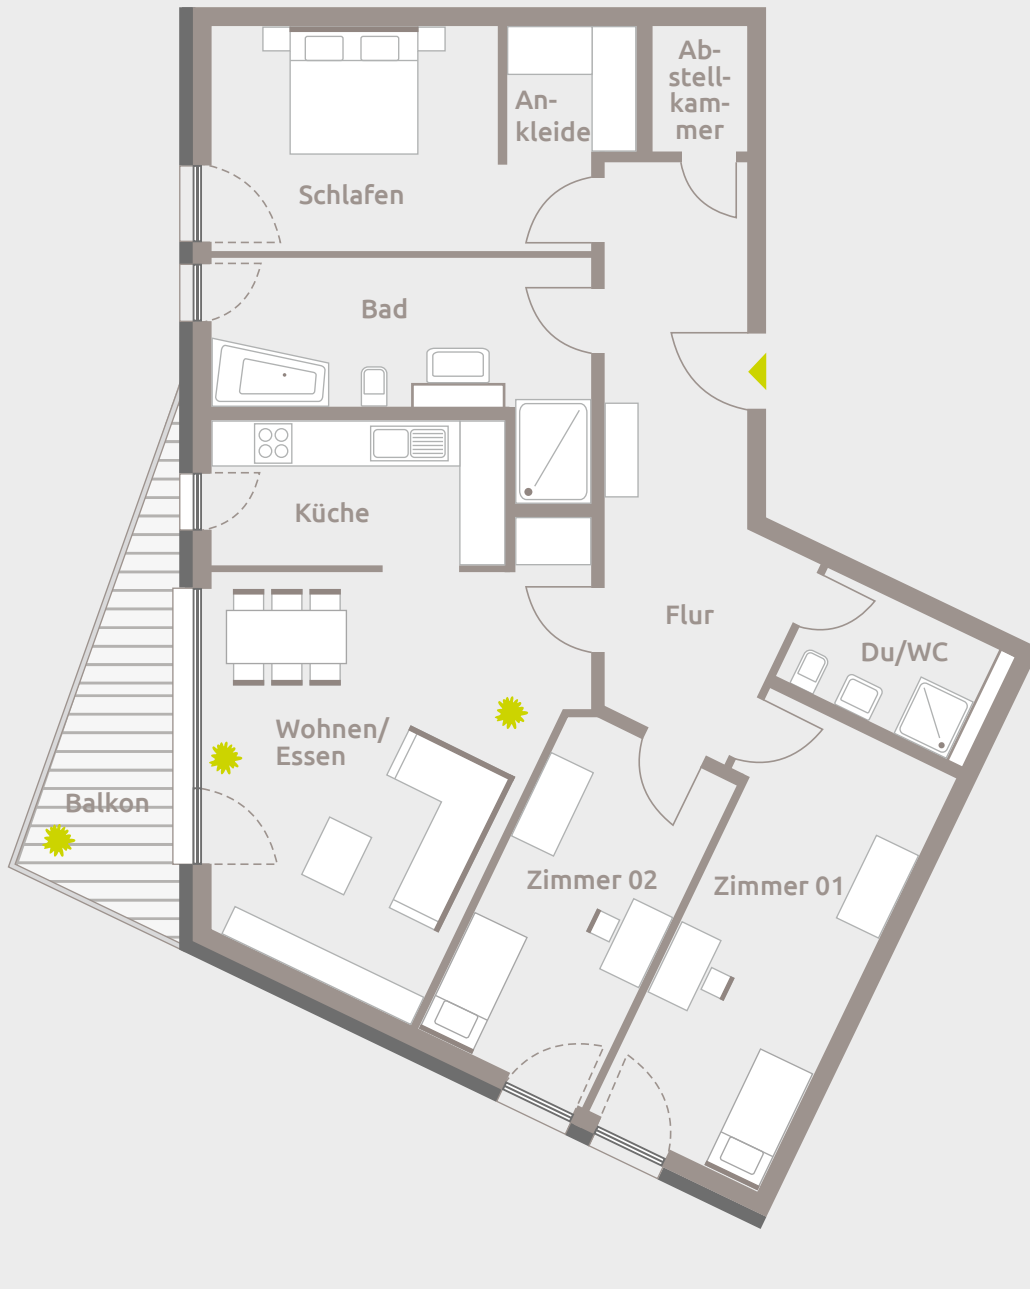 Ab-
stell-
kam-
mer
An-
kleide
Schlafen
Bad
Küche
Flur
Du/WC
Wohnen/
Essen
Balkon
Zimmer 02
Zimmer 01